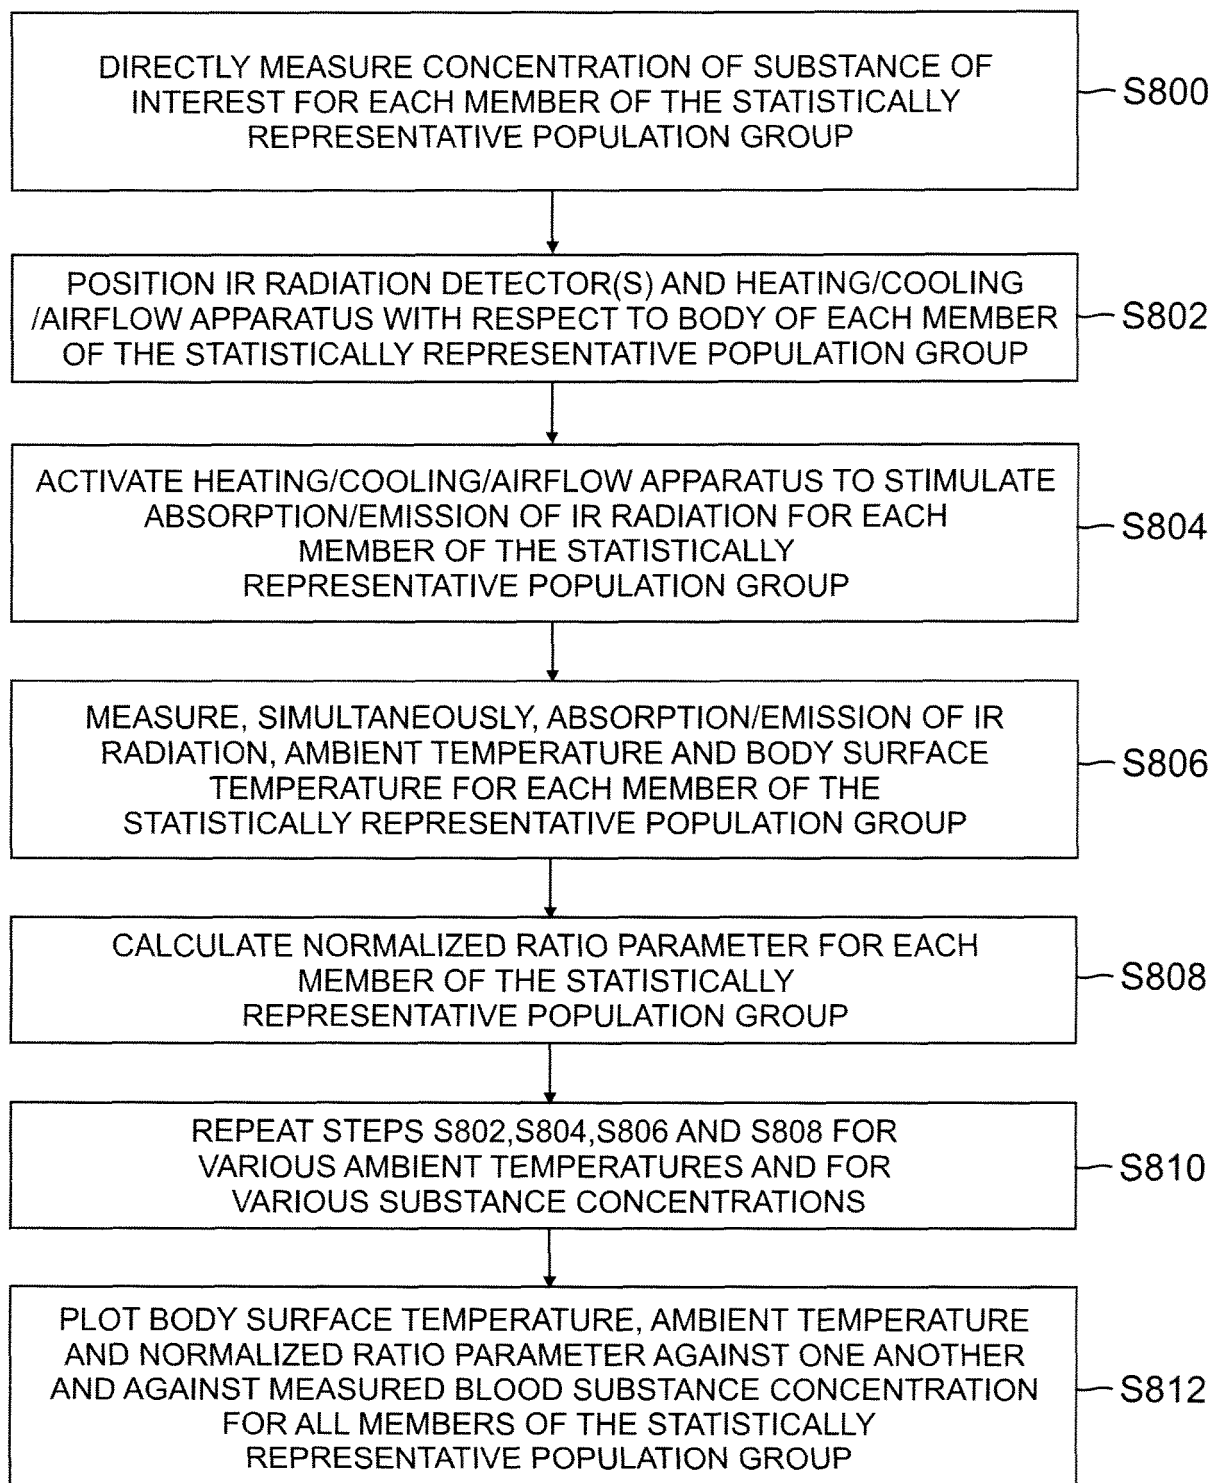 DIRECTLY MEASURE CONCENTRATION OF SUBSTANCE OF
INTEREST FOR EACH MEMBER OF THE STATISTICALLY
REPRESENTATIVE POPULATION GROUP
S800
POSITION IR RADIATION DETECTOR(S) AND HEATING/COOLING
/AIRFLOW APPARATUS WITH RESPECT TO BODY OF EACH MEMBER
OF THE STATISTICALLY REPRESENTATIVE POPULATION GROUP
S802
ACTIVATE HEATING/COOLING/AIRFLOW APPARATUS TO STIMULATE
ABSORPTION/EMISSION OF IR RADIATION FOR EACH
MEMBER OF THE STATISTICALLY
REPRESENTATIVE POPULATION GROUP
S804
MEASURE, SIMULTANEOUSLY, ABSORPTION/EMISSION OF IR
RADIATION, AMBIENT TEMPERATURE AND BODY SURFACE
TEMPERATURE FOR EACH MEMBER OF THE
STATISTICALLY REPRESENTATIVE POPULATION GROUP
S806
CALCULATE NORMALIZED RATIO PARAMETER FOR EACH
MEMBER OF THE STATISTICALLY
REPRESENTATIVE POPULATION GROUP
S808
REPEAT STEPS S802,S804,S806 AND S808 FOR
VARIOUS AMBIENT TEMPERATURES AND FOR
VARIOUS SUBSTANCE CONCENTRATIONS
S810
PLOT BODY SURFACE TEMPERATURE, AMBIENT TEMPERATURE
AND NORMALIZED RATIO PARAMETER AGAINST ONE ANOTHER
AND AGAINST MEASURED BLOOD SUBSTANCE CONCENTRATION
FOR ALL MEMBERS OF THE STATISTICALLY
REPRESENTATIVE POPULATION GROUP
S812